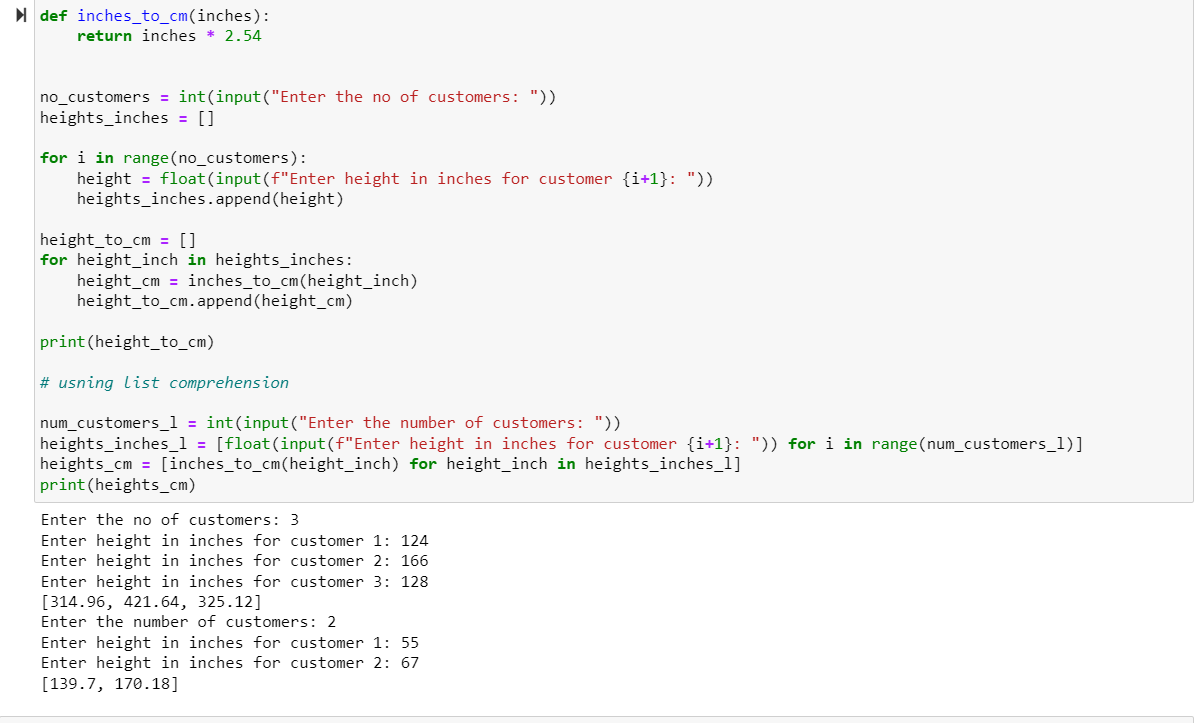 def inches_to_cm(inches):
    return inches * 2.54
no_customers = int(input("Enter the no of customers: "))
heights_inches = []
for i in range(no_customers):
    height = float(input(f"Enter height in inches for customer {i+1}: "))
    heights_inches.append(height)
height_to_cm = []
for height_inch in heights_inches:
    height_cm = inches_to_cm(height_inch)
    height_to_cm.append(height_cm)
print(height_to_cm)
# usning list comprehension
num_customers_l = int(input("Enter the number of customers: "))
heights_inches_l = [float(input(f"Enter height in inches for customer {i+1}: ")) for i in range(num_customers_l)]
heights_cm = [inches_to_cm(height_inch) for height_inch in heights_inches_l]
print(heights_cm)
Enter the no of customers: 3
Enter height in inches for customer 1: 124
Enter height in inches for customer 2: 166
Enter height in inches for customer 3: 128
[314.96, 421.64, 325.12]
Enter the number of customers: 2
Enter height in inches for customer 1: 55
Enter height in inches for customer 2: 67
[139.7, 170.18]